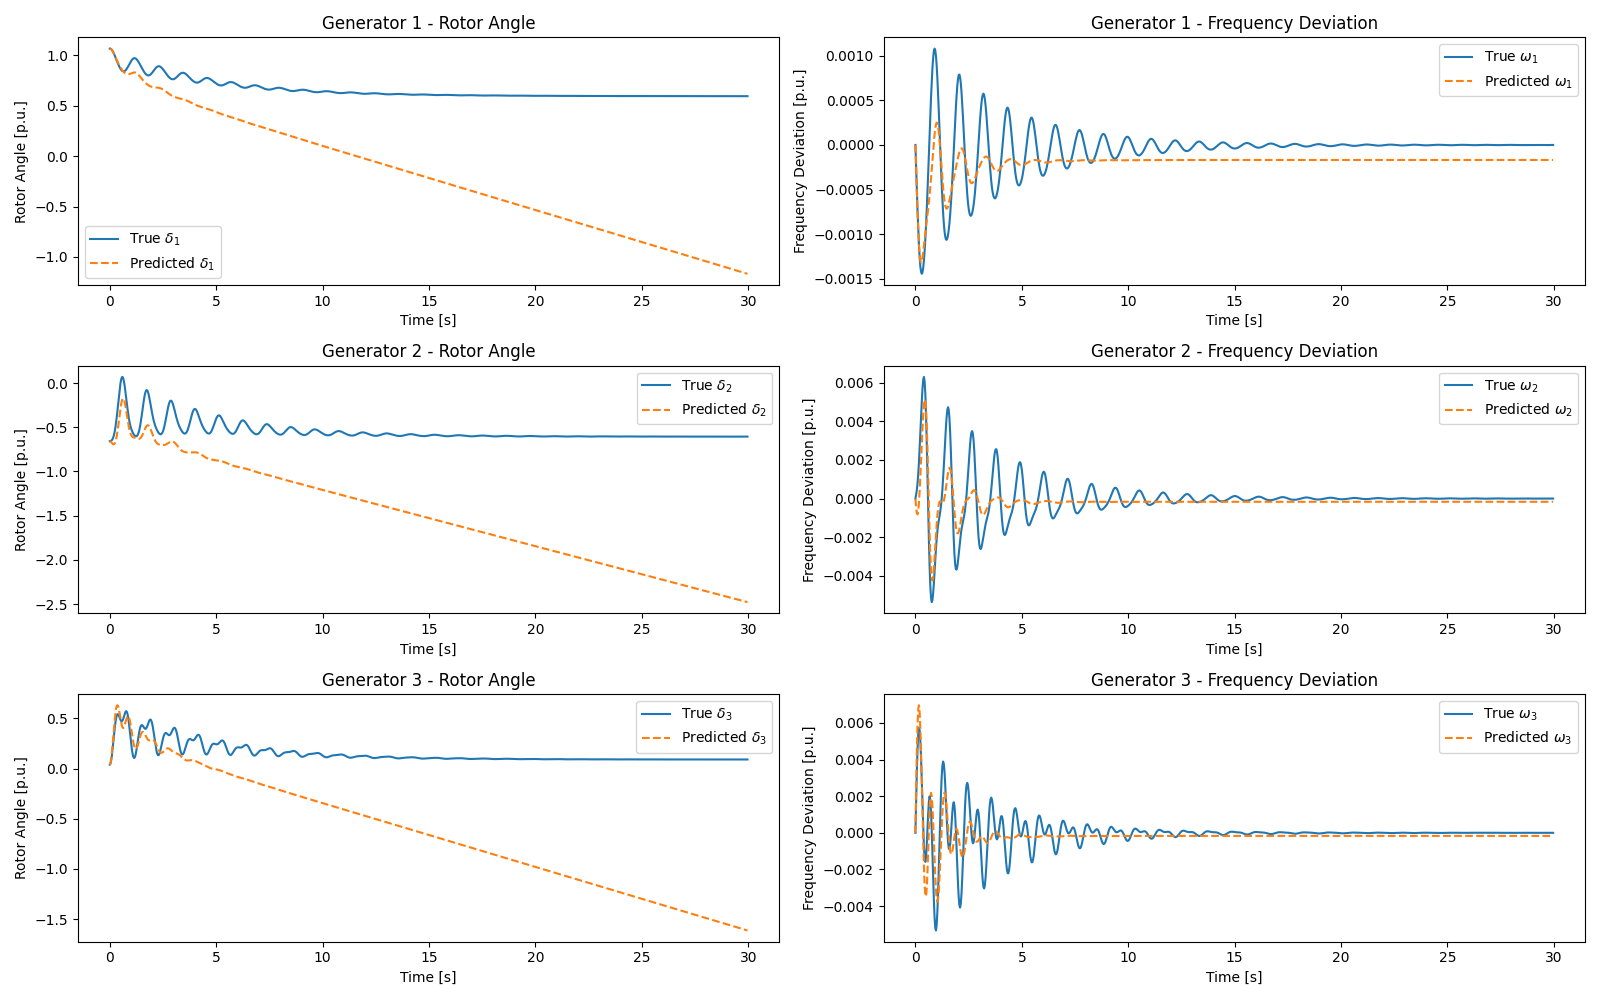 Generator 1 - Rotor Angle
Rotor Angle [p.u.]
1.0
0.5
0.0
−0.5
−1.0
True δ1
Predicted δ1
0 5 10 15 20 25 30
Time [s]
Generator 1 - Frequency Deviation
Frequency Deviation [p.u.]
0.0010
0.0005
0.0000
−0.0005
−0.0010
−0.0015
True ω1
Predicted ω1
0 5 10 15 20 25 30
Time [s]
Generator 2 - Rotor Angle
Rotor Angle [p.u.]
0.0
−0.5
−1.0
−1.5
−2.0
−2.5
True δ2
Predicted δ2
0 5 10 15 20 25 30
Time [s]
Generator 2 - Frequency Deviation
Frequency Deviation [p.u.]
0.006
0.004
0.002
0.000
−0.002
−0.004
True ω2
Predicted ω2
0 5 10 15 20 25 30
Time [s]
Generator 3 - Rotor Angle
Rotor Angle [p.u.]
0.5
0.0
−0.5
−1.0
−1.5
True δ3
Predicted δ3
0 5 10 15 20 25 30
Time [s]
Generator 3 - Frequency Deviation
Frequency Deviation [p.u.]
0.006
0.004
0.002
0.000
−0.002
−0.004
True ω3
Predicted ω3
0 5 10 15 20 25 30
Time [s]